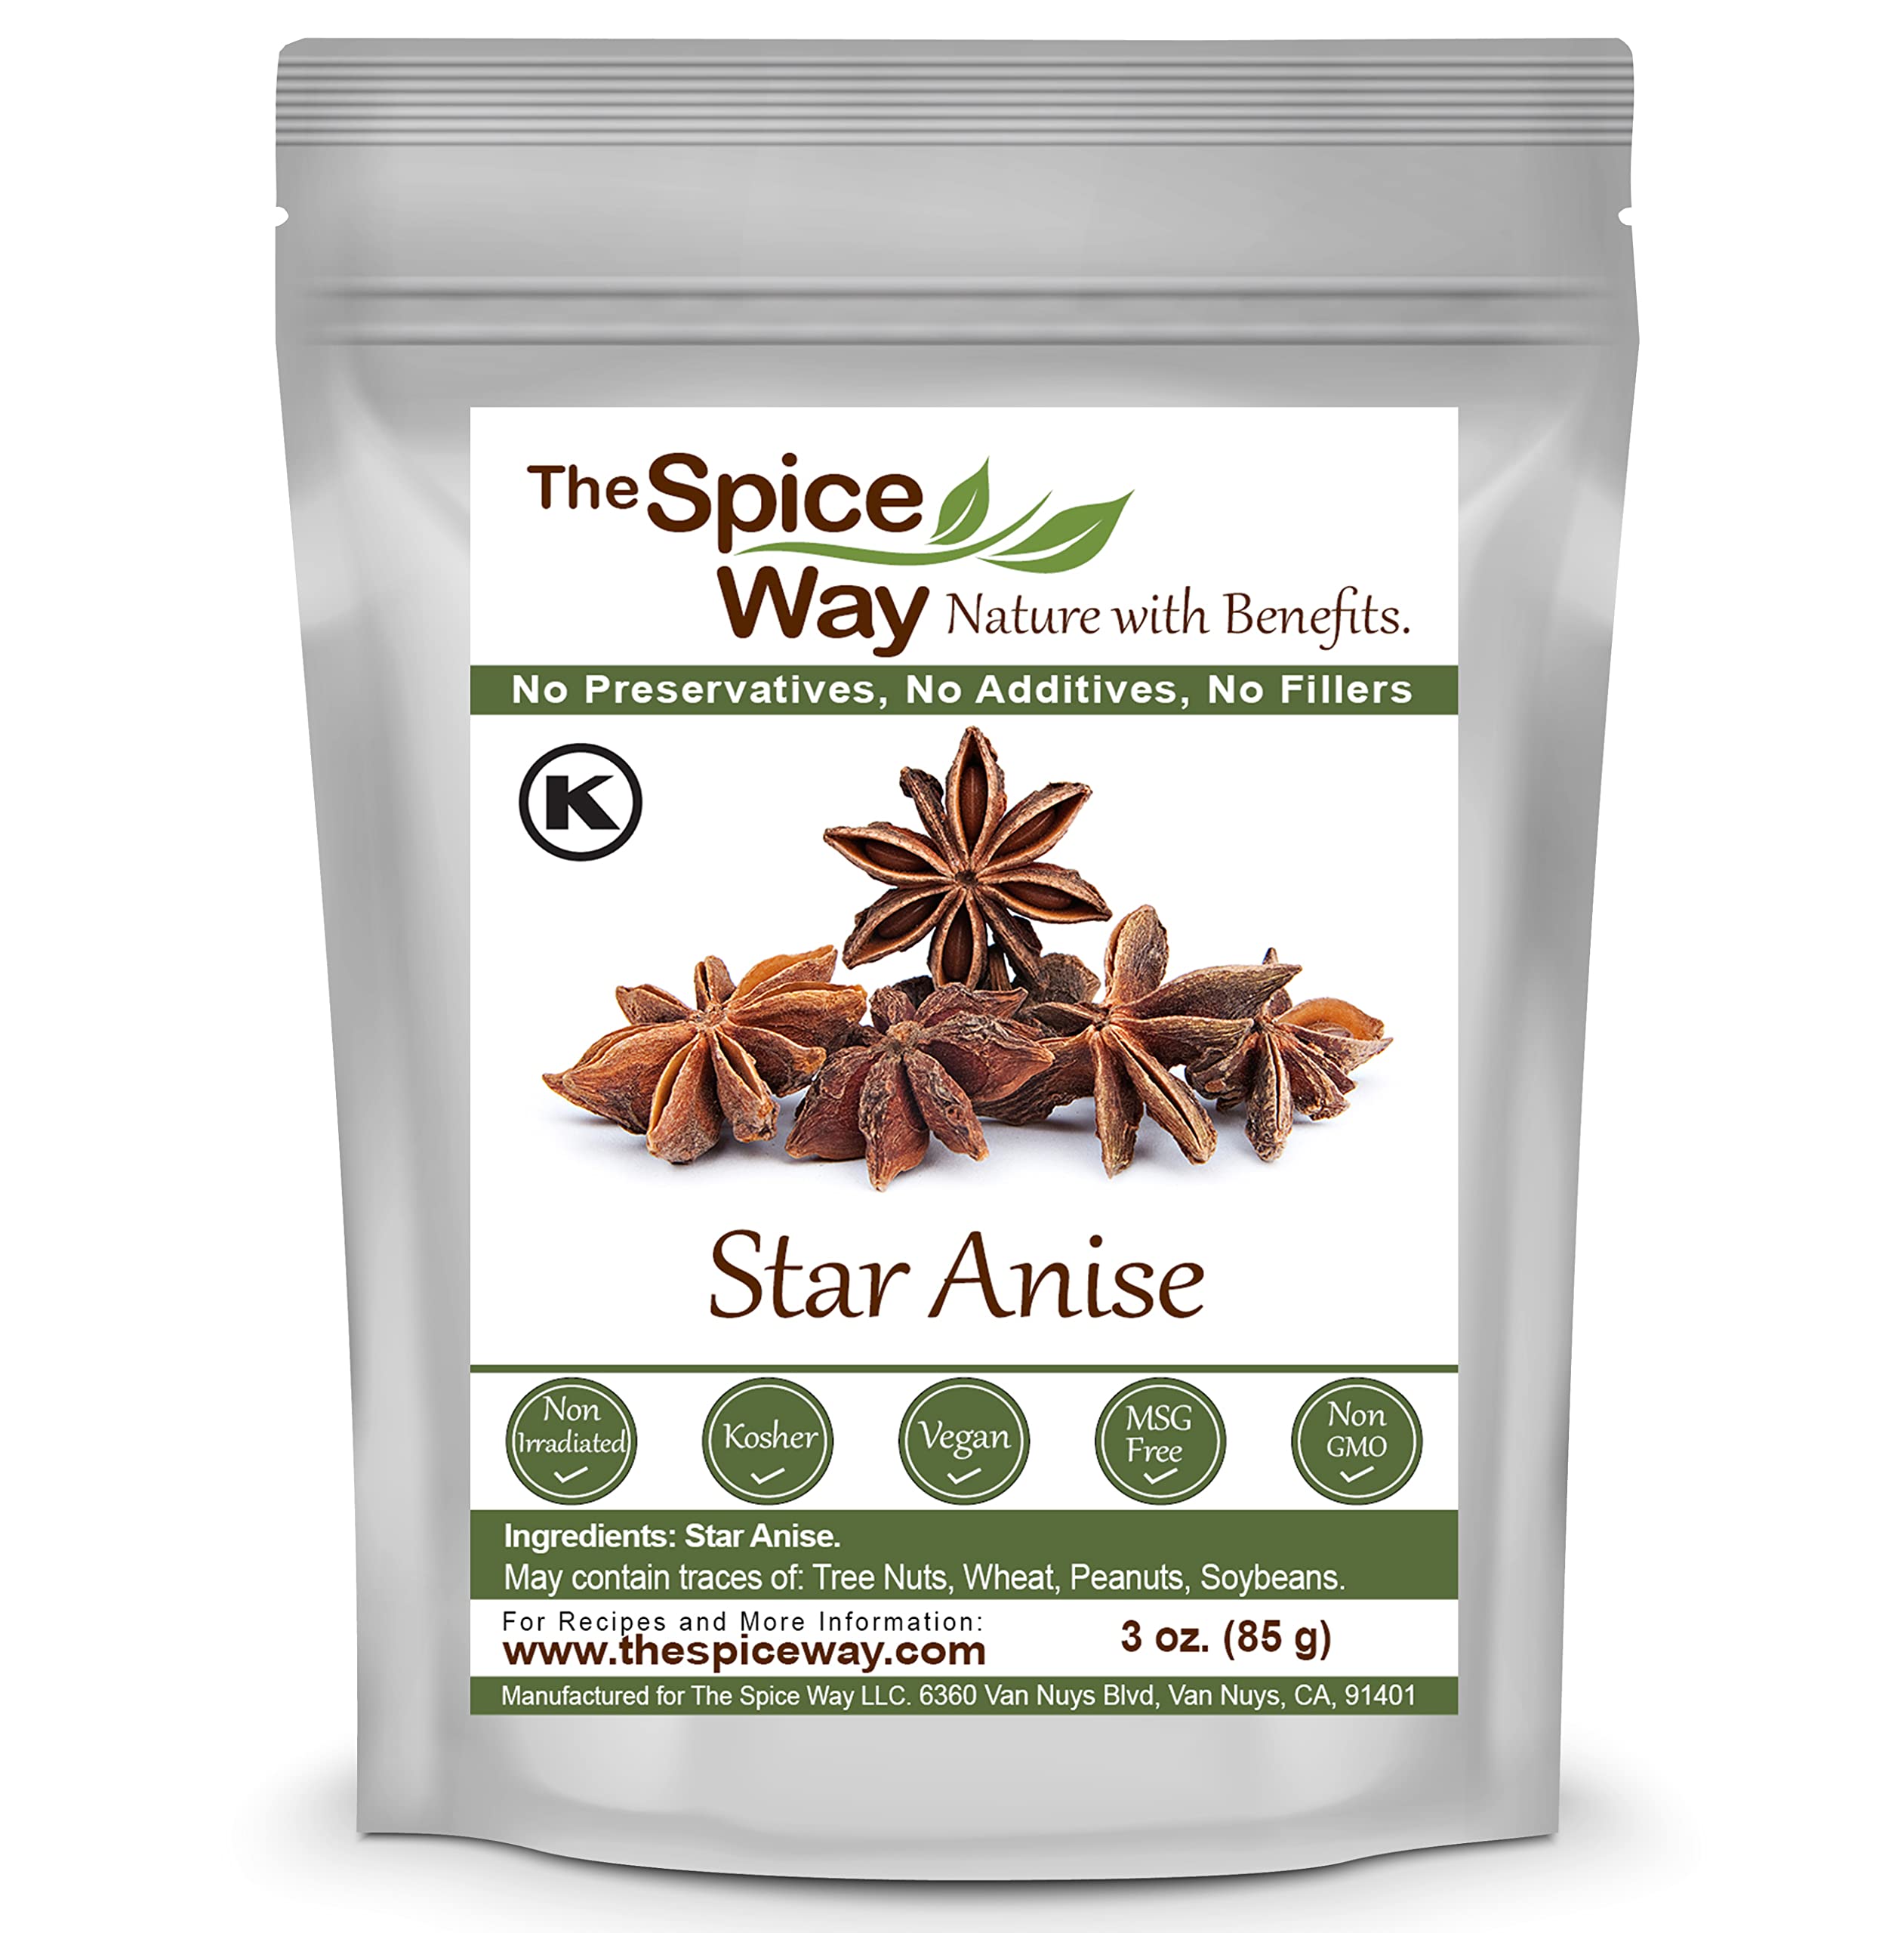 The Spice
Way Nature with Benefits.
No Preservatives, No Additives, No Fillers
K
Star Anise
Non
Irradiated
Kosher
Vegan
MSG
Free
Non
GMO
Ingredients: Star Anise.
May contain traces of: Tree Nuts, Wheat, Peanuts, Soybeans.
For Recipes and More Information:
www.thespiceway.com
3 oz. (85 g)
Manufactured for The Spice Way LLC. 6360 Van Nuys Blvd, Van Nuys, CA, 91401